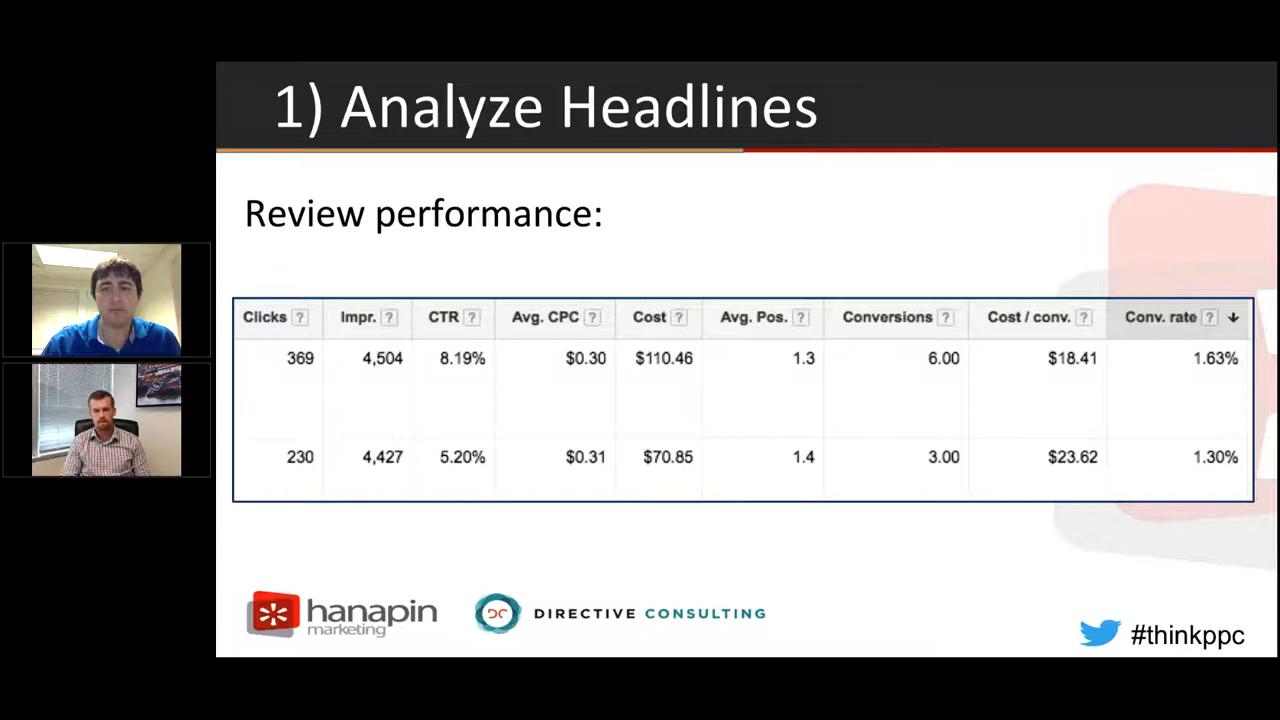 1) Analyze Headlines
Review performance:
Clicks ? Impr. ? CTR ? Avg. CPC ? Cost ? Avg. Pos. ? Conversions ? Cost / conv. ? Conv. rate ? ↓
369 4,504 8.19% $0.30 $110.46 1.3 6.00 $18.41 1.63%
230 4,427 5.20% $0.31 $70.85 1.4 3.00 $23.62 1.30%
hanapin
marketing
DC DIRECTIVE CONSULTING
#thinkppc